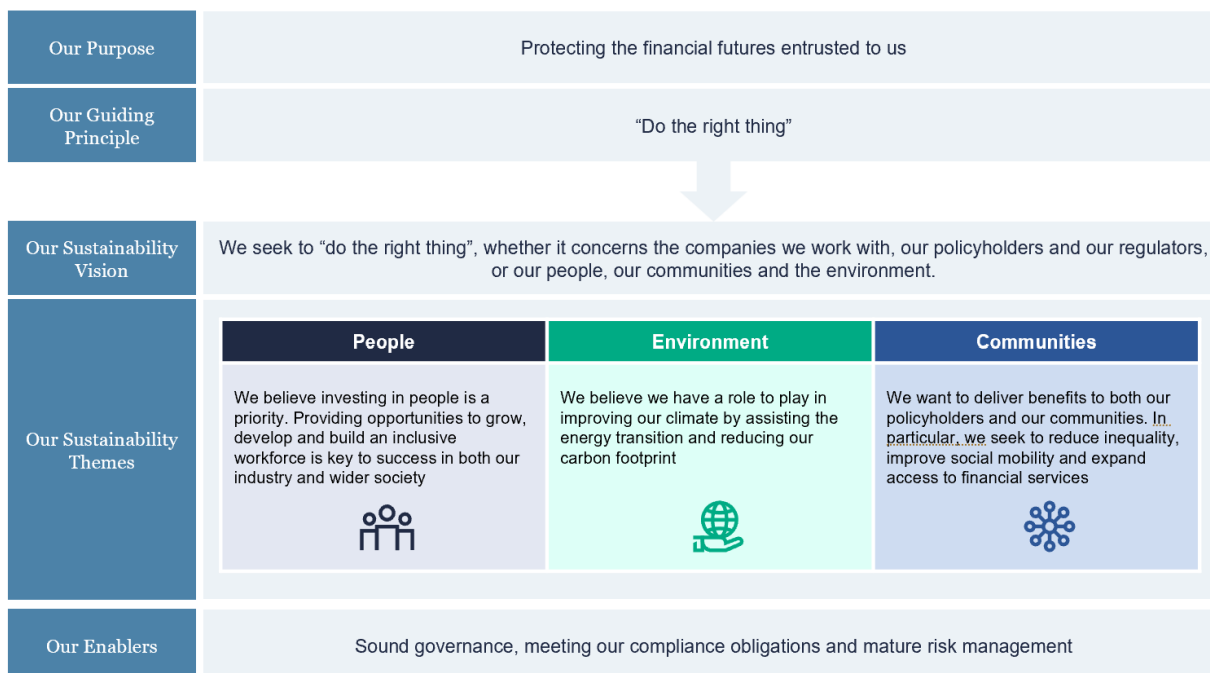 Our Purpose
Protecting the financial futures entrusted to us
Our Guiding
Principle
“Do the right thing”
Our Sustainability
Vision
We seek to “do the right thing”, whether it concerns the companies we work with, our policyholders and our regulators,
or our people, our communities and the environment.
Our Sustainability
Themes
People
We believe investing in people is a
priority. Providing opportunities to grow,
develop and build an inclusive
workforce is key to success in both our
industry and wider society
Environment
We believe we have a role to play in
improving our climate by assisting the
energy transition and reducing our
carbon footprint
Communities
We want to deliver benefits to both our
policyholders and our communities. In
particular, we seek to reduce inequality,
improve social mobility and expand
access to financial services
Our Enablers
Sound governance, meeting our compliance obligations and mature risk management